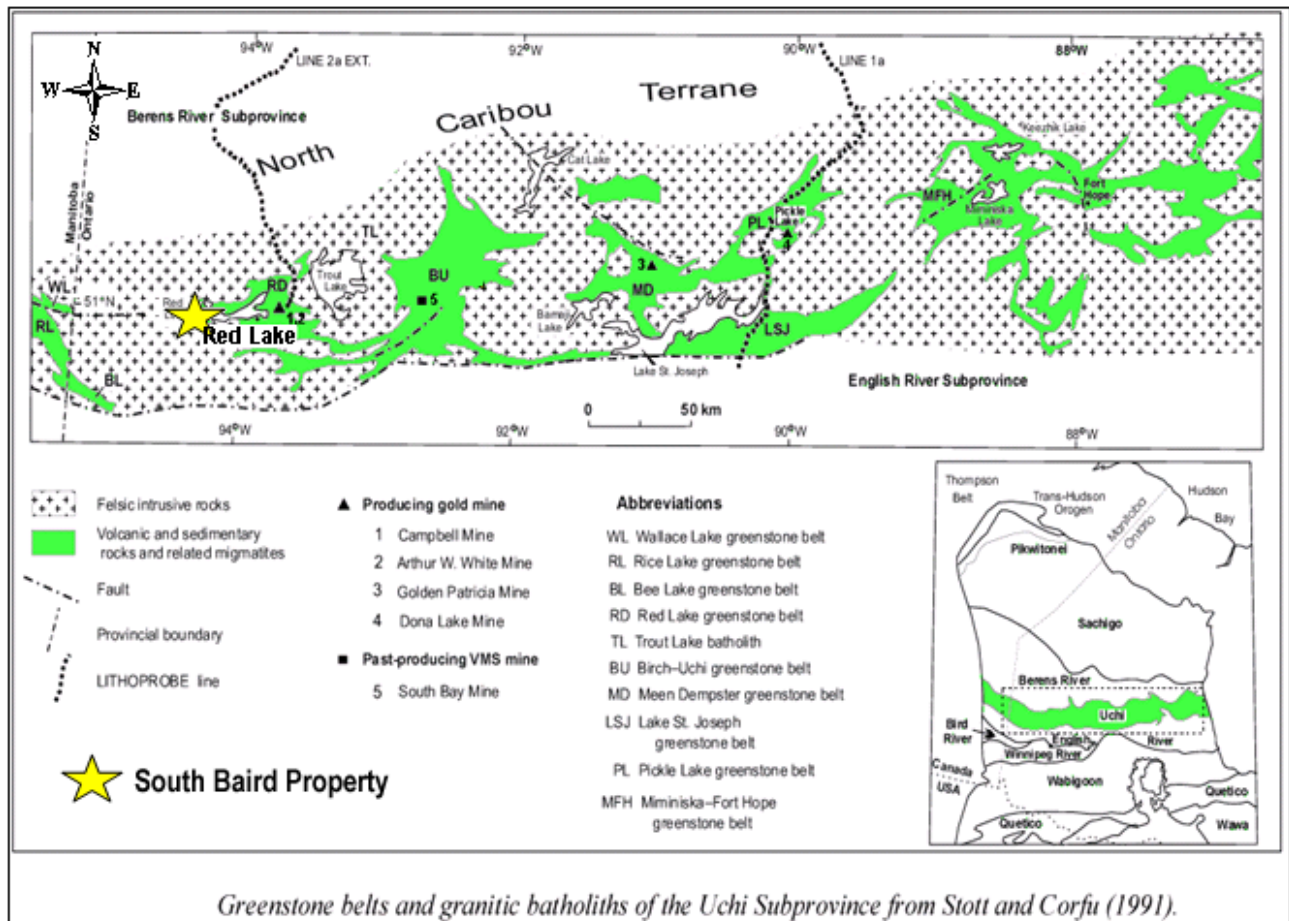 94°W
92°W
90°W
88°W
N
W E
S
LINE 2a EXT.
LINE 1a
Berens River Subprovince
North
Caribou
Terrane
Manitoba
Ontario
Cat Lake
Keezhik Lake
Fort
Hope
MFH
Miminiska
Lake
PL
Pickle
Lake
4
TL
Trout
Lake
BU
5
3
MD
RD
1,2
WL
51°N
Red
RL
Red Lake
BL
Bamaji
Lake
LSJ
Lake St. Joseph
English River Subprovince
0 50 km
94°W
92°W
90°W
88°W
Felsic intrusive rocks
Volcanic and sedimentary
rocks and related migmatites
Fault
Provincial boundary
LITHOPROBE line
South Baird Property
Producing gold mine
1 Campbell Mine
2 Arthur W. White Mine
3 Golden Patricia Mine
4 Dona Lake Mine
Past-producing VMS mine
5 South Bay Mine
Abbreviations
WL Wallace Lake greenstone belt
RL Rice Lake greenstone belt
BL Bee Lake greenstone belt
RD Red Lake greenstone belt
TL Trout Lake batholith
BU Birch–Uchi greenstone belt
MD Meen Dempster greenstone belt
LSJ Lake St. Joseph
greenstone belt
PL Pickle Lake greenstone belt
MFH Miminiska–Fort Hope
greenstone belt
Thompson
Belt
Trans-Hudson
Orogen
Hudson
Bay
Manitoba
Ontario
Pikwitonei
Sachigo
Berens River
Uchi
Bird
River
English
River
Winnipeg River
Canada
USA
Wabigoon
Quetico
Quetico
Wawa
Greenstone belts and granitic batholiths of the Uchi Subprovince from Stott and Corfu (1991).